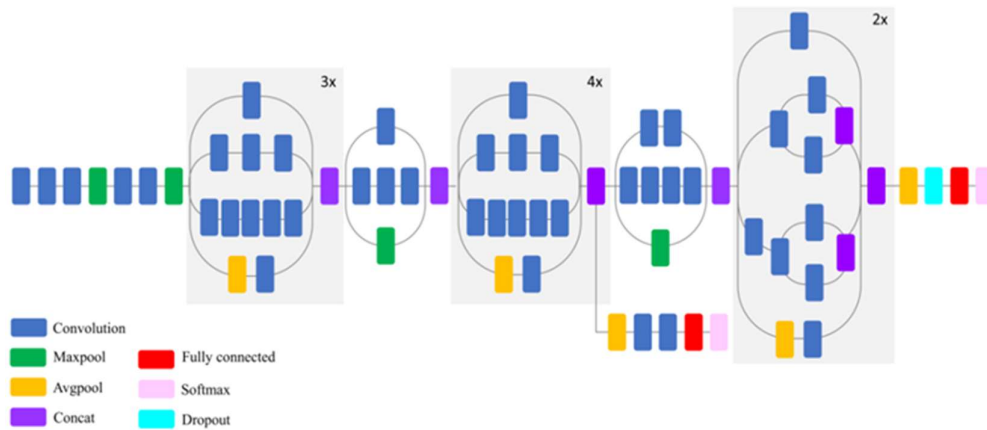 2x
3x
4x
Convolution
Maxpool
Fully connected
Avgpool
Softmax
Concat
Dropout